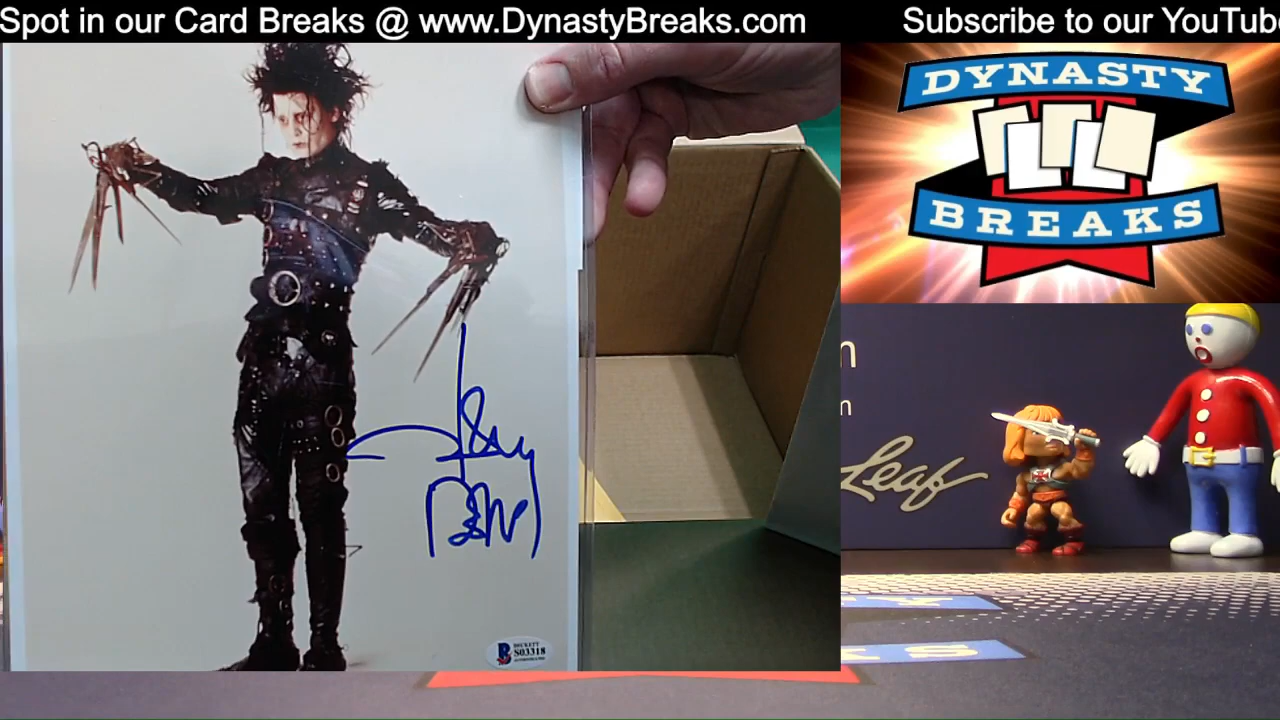 Spot in our Card Breaks @ www.DynastyBreaks.com
Subscribe to our YouTube
DYNASTY
BREAKS
Leaf
BECKETT
S03318